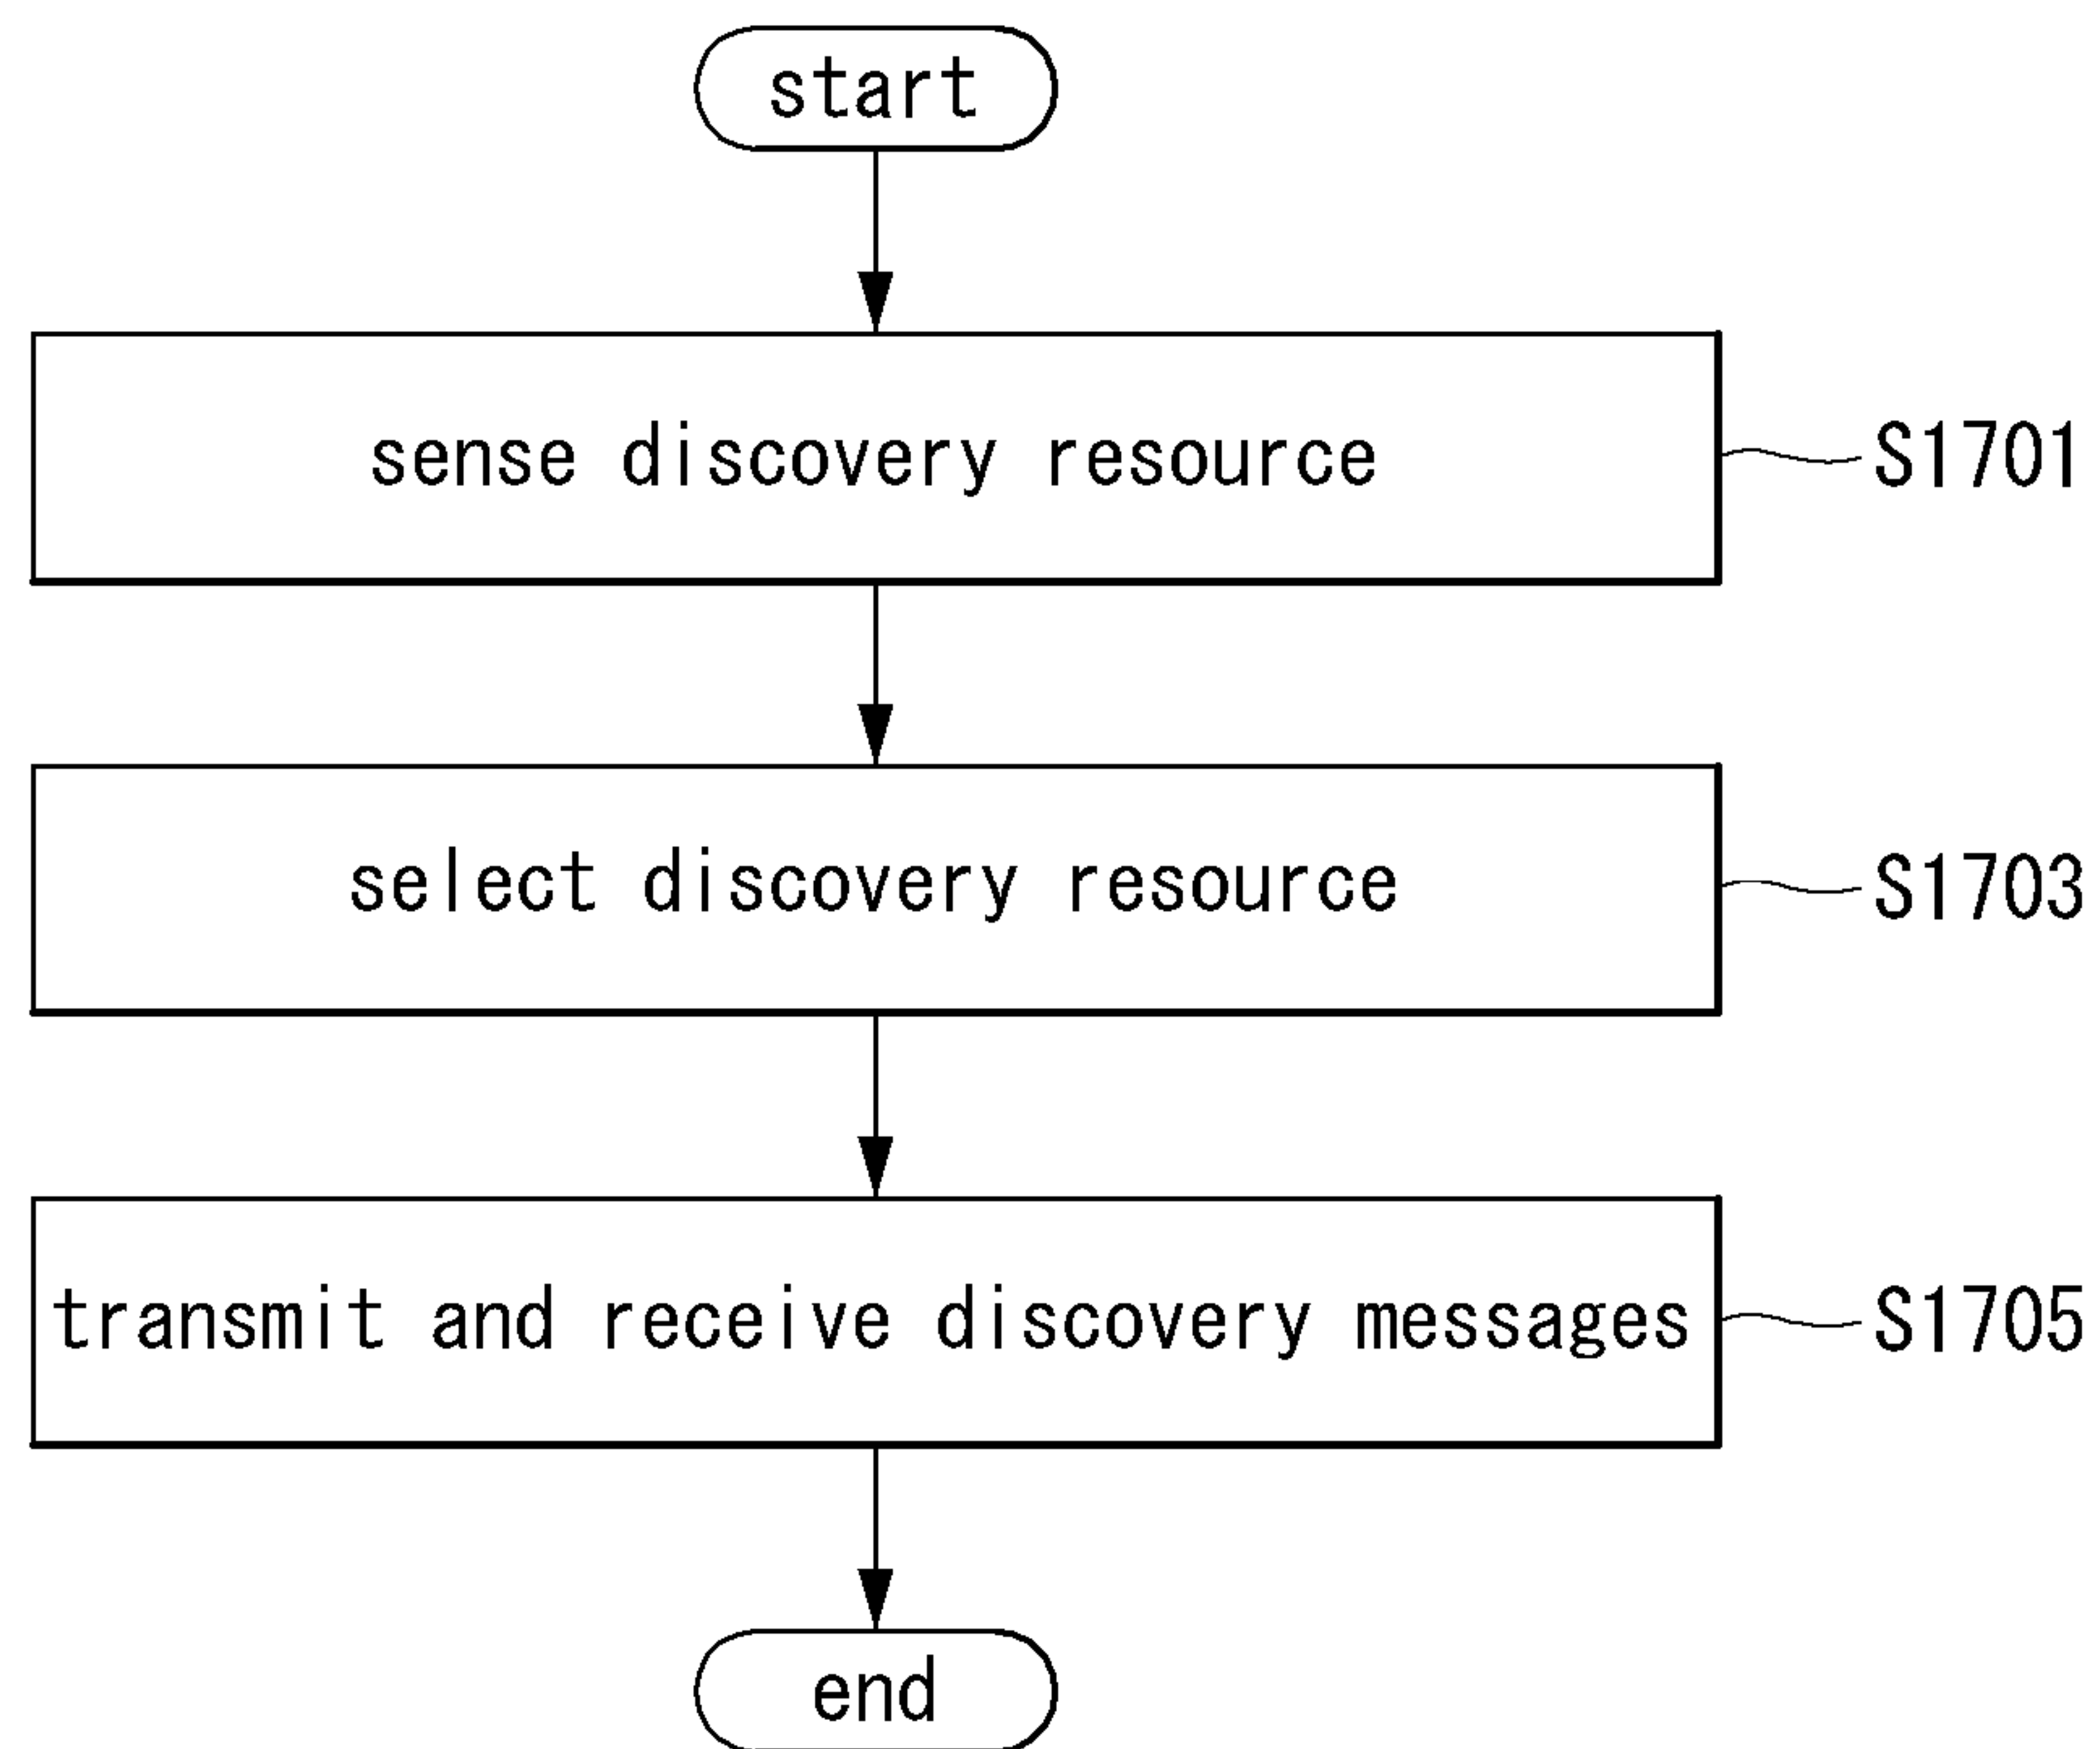 start
sense discovery resource
S1701
select discovery resource
S1703
transmit and receive discovery messages
S1705
end